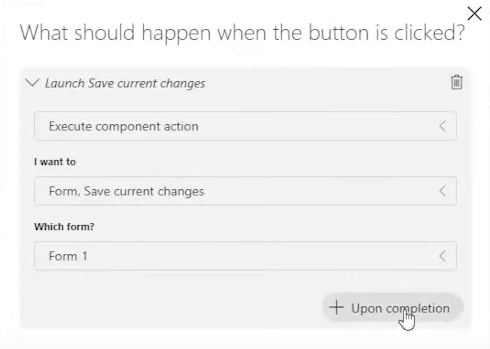 What should happen when the button is clicked?
Launch Save current changes
Execute component action
I want to
Form, Save current changes
Which form?
Form 1
Upon completion